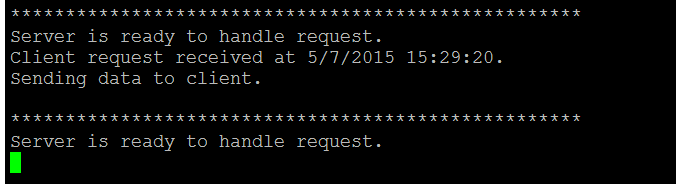 ****************************************************
Server is ready to handle request.
Client request received at 5/7/2015 15:29:20.
Sending data to client.
****************************************************
Server is ready to handle request.